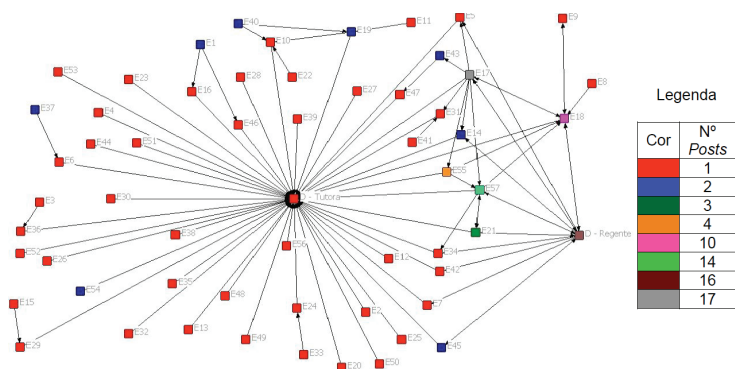 E40
E19
E11
E5
E9
E1
E10
E43
E53
E23
E28
E22
E17
E8
E16
E27
E47
E37
E4
E39
E31
E18
E46
E14
E44
E51
E41
E6
E55
E57
E3
E30
D - Tutora
E36
E38
E21
D - Regente
E52
E26
E56
E12
E34
E42
E54
E35
E48
E15
E24
E2
E7
E29
E32
E13
E49
E33
E25
E45
E20
E50
Legenda
Cor Nº Posts
1
2
3
4
10
14
16
17